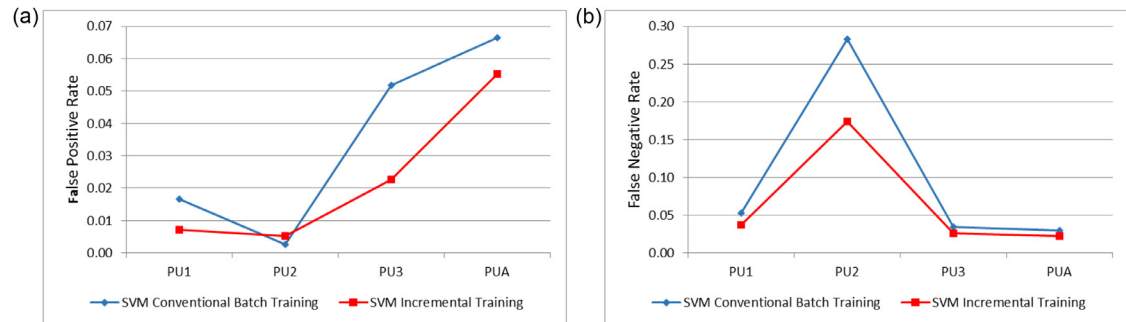 (a)
0.07
0.06
0.05
0.04
0.03
0.02
0.01
0.00
False Positive Rate
PU1 PU2 PU3 PUA
SVM Conventional Batch Training SVM Incremental Training
(b)
0.30
0.25
0.20
0.15
0.10
0.05
0.00
False Negative Rate
PU1 PU2 PU3 PUA
SVM Conventional Batch Training SVM Incremental Training